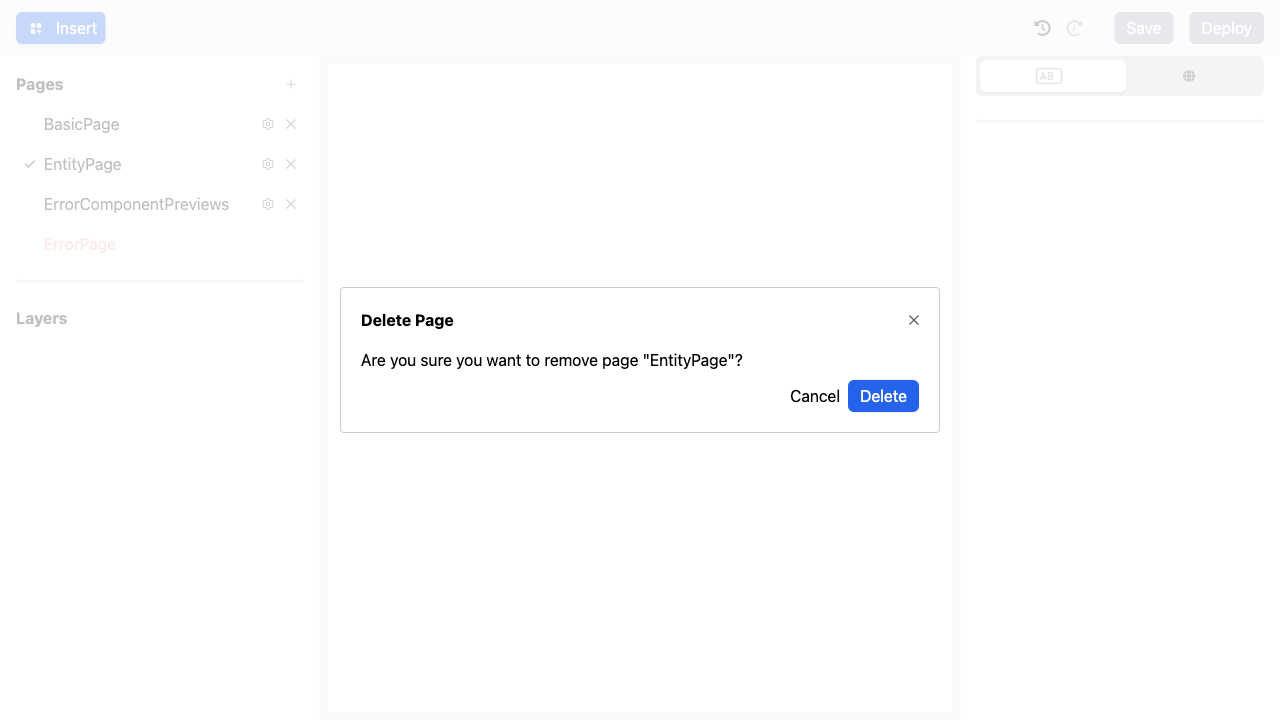 Insert
Save
Deploy
Pages
BasicPage
EntityPage
ErrorComponentPreviews
ErrorPage
Layers
AB
Delete Page
Are you sure you want to remove page "EntityPage"?
Cancel
Delete